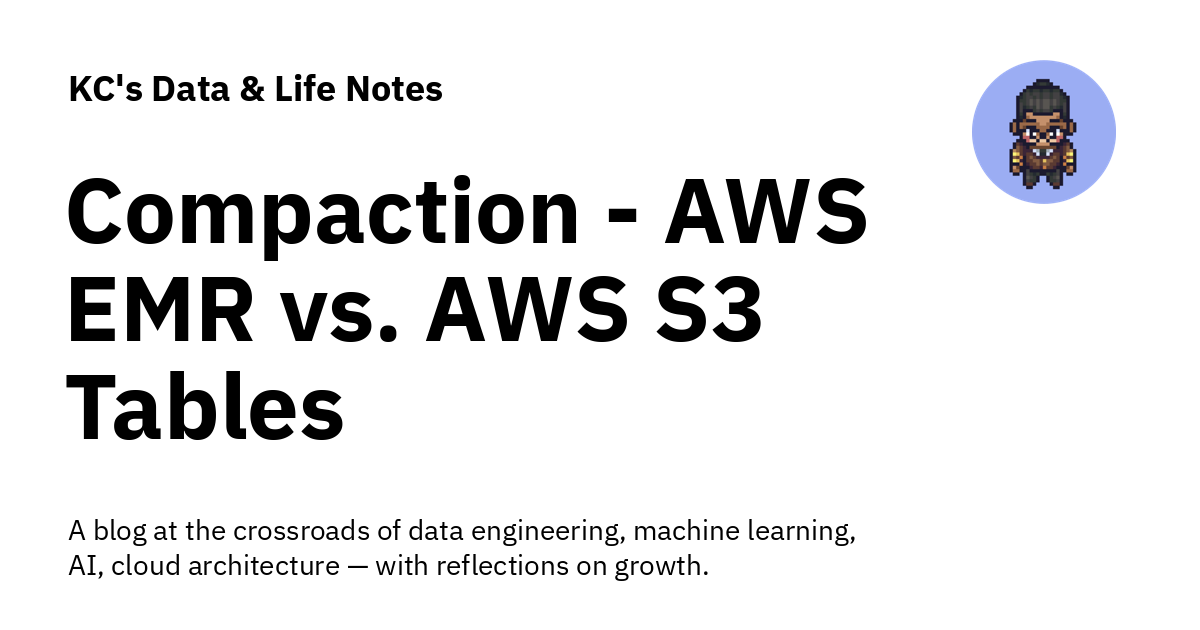 KC's Data & Life Notes
Compaction - AWS
EMR vs. AWS S3
Tables
A blog at the crossroads of data engineering, machine learning,
AI, cloud architecture — with reflections on growth.